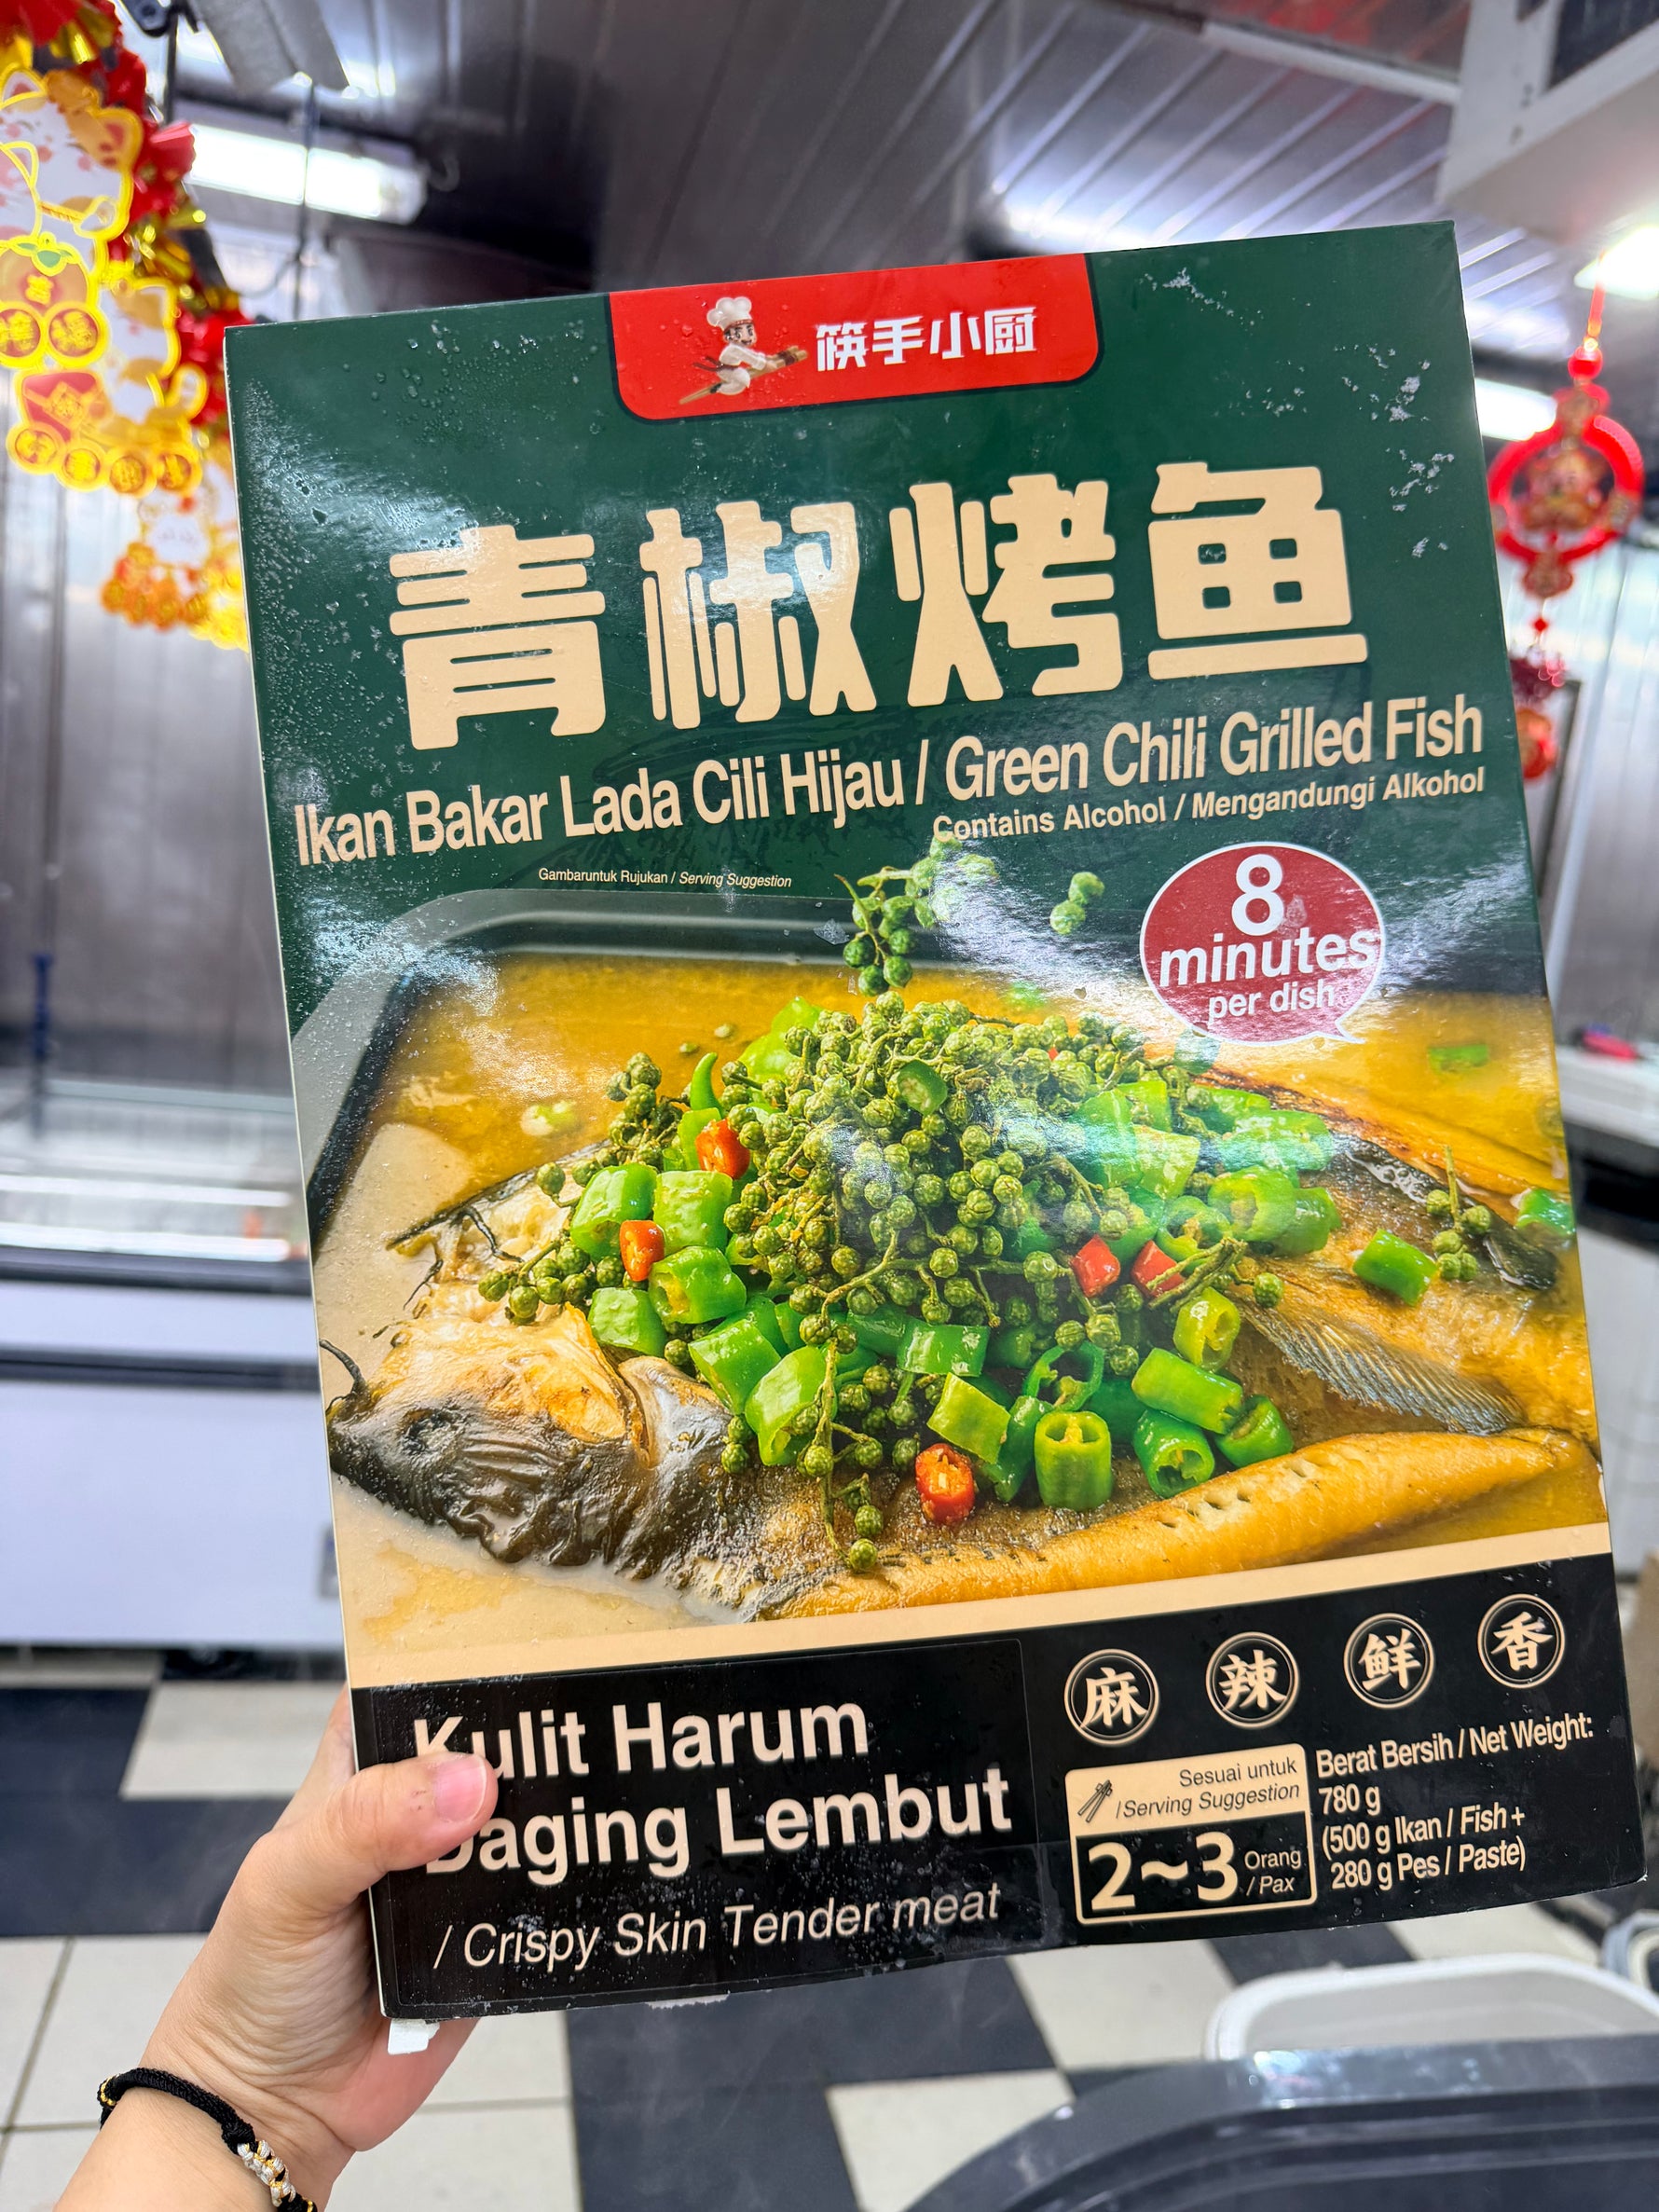 筷手小厨
青椒烤鱼
Ikan Bakar Lada Cili Hijau / Green Chili Grilled Fish
Contains Alcohol / Mengandungi Alkohol
Gambaruntuk Rujukan / Serving Suggestion
8
minutes
per dish
麻 辣 鲜 香
Kulit Harum
Daging Lembut
/ Crispy Skin Tender meat
Sesuai untuk
/Serving Suggestion
2~3 Orang
/ Pax
Berat Bersih / Net Weight:
780 g
(500 g Ikan / Fish +
280 g Pes / Paste)